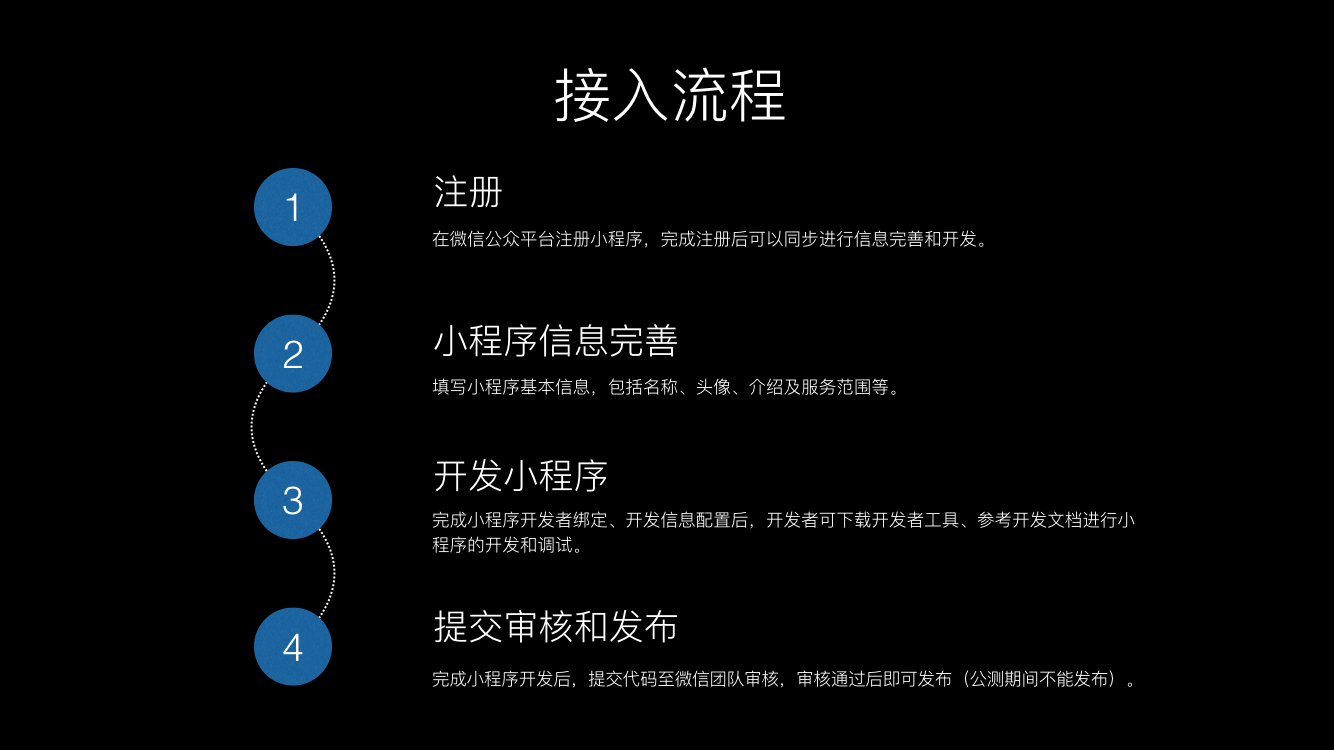 接入流程
1
注册
在微信公众平台注册小程序，完成注册后可以同步进行信息完善和开发。
2
小程序信息完善
填写小程序基本信息，包括名称、头像、介绍及服务范围等。
3
开发小程序
完成小程序开发者绑定、开发信息配置后，开发者可下载开发者工具、参考开发文档进行小
程序的开发和调试。
4
提交审核和发布
完成小程序开发后，提交代码至微信团队审核，审核通过后即可发布（公测期间不能发布）。